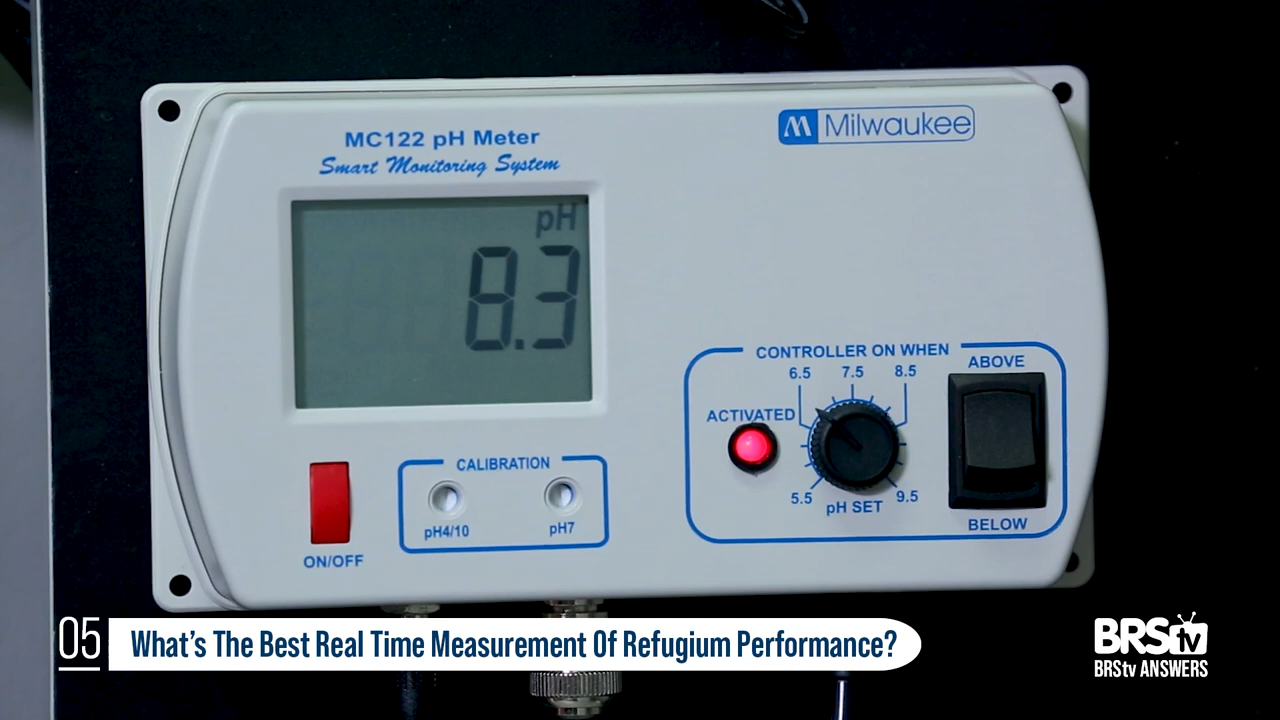 MC122 pH Meter
Smart Monitoring System
Milwaukee
pH
8.3
CONTROLLER ON WHEN
6.5 7.5 8.5
ABOVE
ACTIVATED
5.5 9.5
pH SET
BELOW
CALIBRATION
pH4/10 pH7
ON/OFF
05 What's The Best Real Time Measurement Of Refugium Performance?
BRStv
BRStv ANSWERS